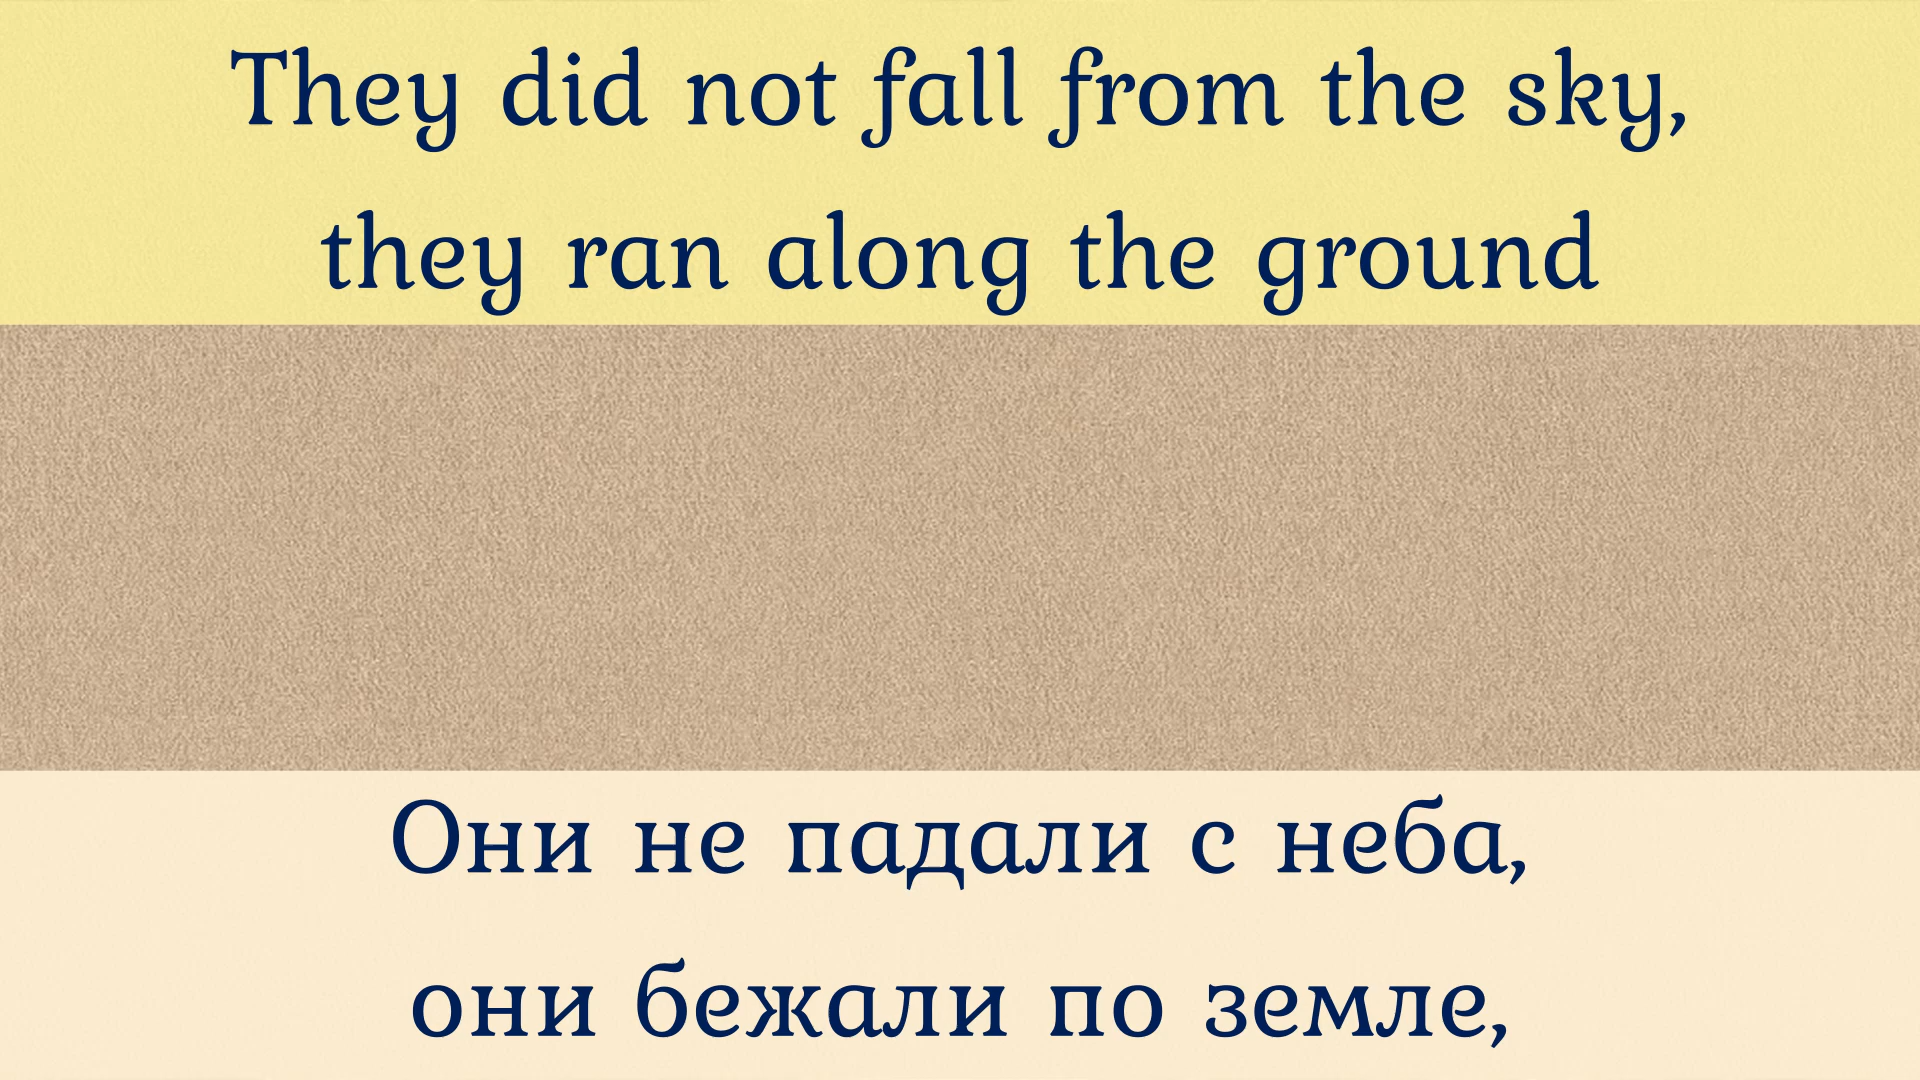 They did not fall from the sky,
they ran along the ground
Они не падали с неба,
они бежали по земле,